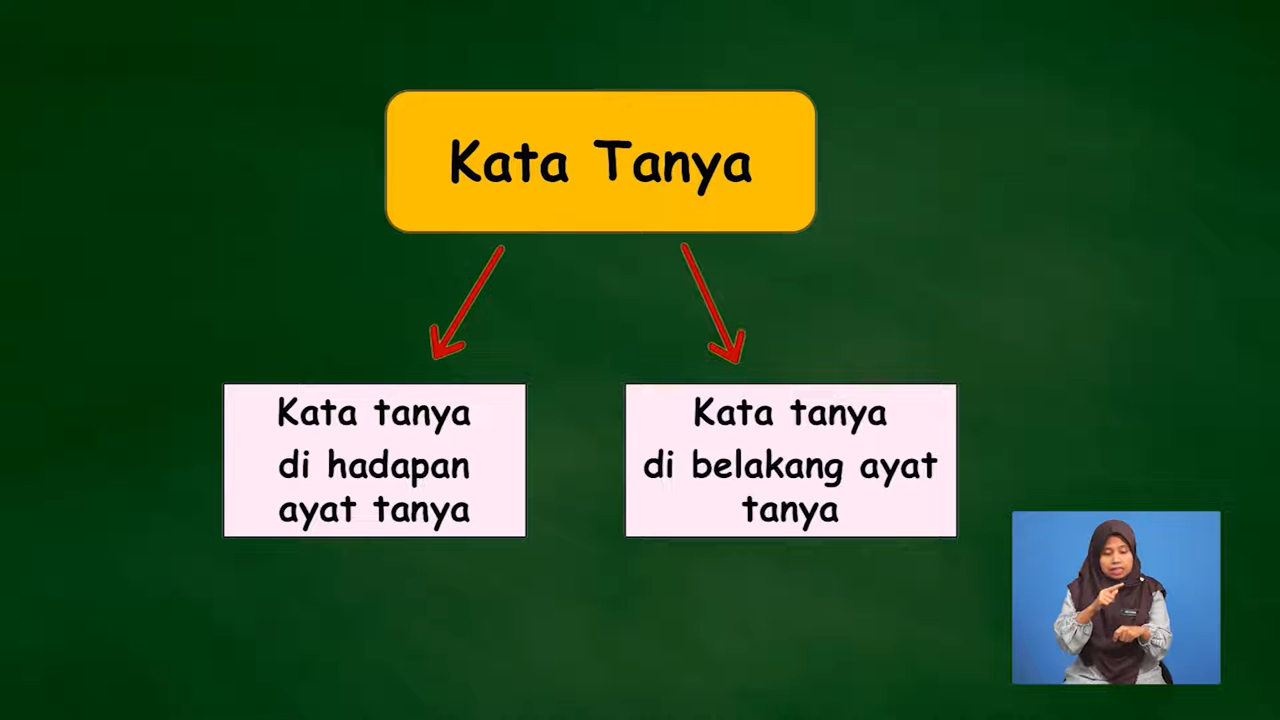 Kata Tanya
Kata tanya
di hadapan
ayat tanya
Kata tanya
di belakang ayat
tanya